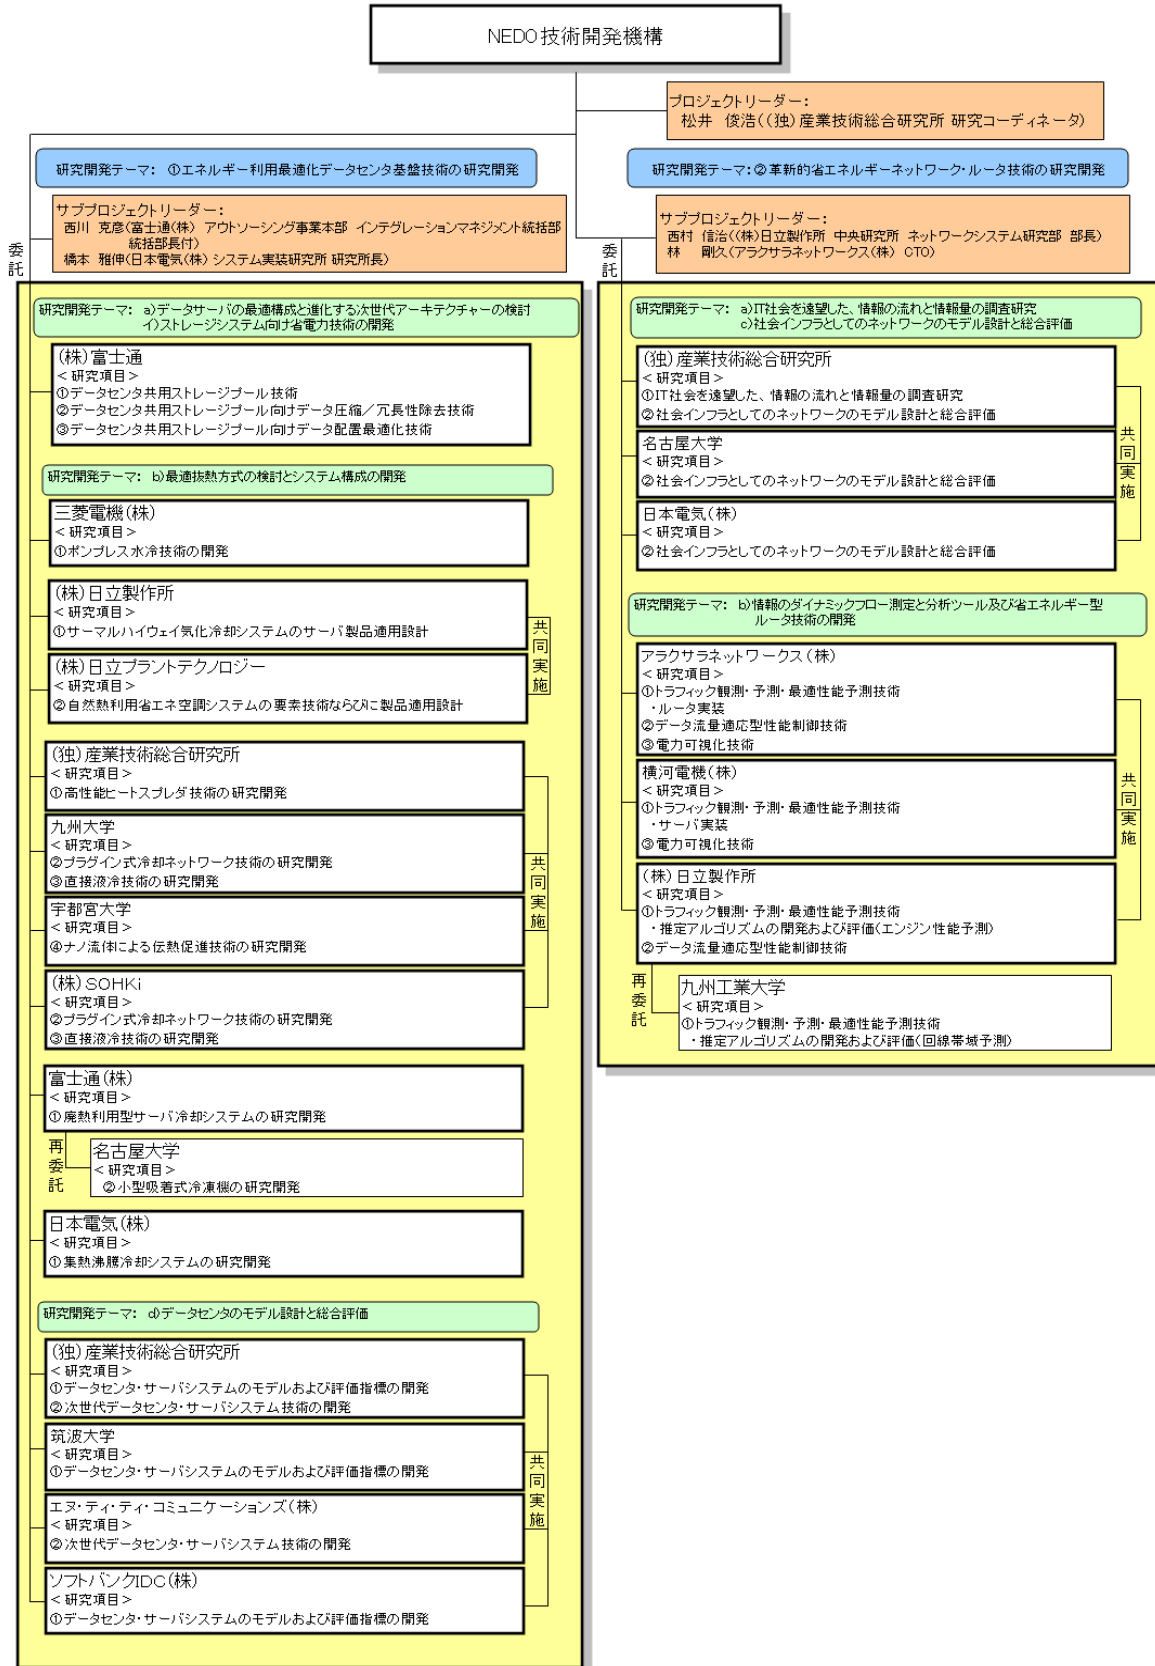 NEDO技術開発機構
プロジェクトリーダー：
松井　俊浩((独)産業技術総合研究所 研究コーディネータ)
研究開発テーマ：　①エネルギー利用最適化データセンタ基盤技術の研究開発
サブプロジェクトリーダー：
西川　克彦(富士通(株)　アウトソーシング事業本部　インテグレーションマネジメント統括部
統括部長付)
橋本　雅伸(日本電気(株) システム実装研究所 研究所長)
委託
研究開発テーマ：　a)データサーバの最適構成と進化する次世代アーキテクチャーの検討
イ)ストレージシステム向け省電力技術の開発
(株)富士通
＜研究項目＞
①データセンタ共用ストレージプール技術
②データセンタ共用ストレージプール向けデータ圧縮／冗長性除去技術
③データセンタ共用ストレージプール向けデータ配置最適化技術
研究開発テーマ：　b)最適抜熱方式の検討とシステム構成の開発
三菱電機(株)
＜研究項目＞
①ポンプレス水冷技術の開発
(株)日立製作所
＜研究項目＞
①サーマルハイウェイ気化冷却システムのサーバ製品適用設計
(株)日立プラントテクノロジー
＜研究項目＞
②自然熱利用省エネ空調システムの要素技術ならびに製品適用設計
共同実施
(独)産業技術総合研究所
＜研究項目＞
①高性能ヒートスプレダ技術の研究開発
九州大学
＜研究項目＞
②プラグイン式冷却ネットワーク技術の研究開発
③直接液冷技術の研究開発
宇都宮大学
＜研究項目＞
④ナノ流体による伝熱促進技術の研究開発
(株)SOHKi
＜研究項目＞
②プラグイン式冷却ネットワーク技術の研究開発
③直接液冷技術の研究開発
共同実施
富士通(株)
＜研究項目＞
①廃熱利用型サーバ冷却システムの研究開発
再委託
名古屋大学
＜研究項目＞
②小型吸着式冷凍機の研究開発
日本電気(株)
＜研究項目＞
①集熱沸騰冷却システムの研究開発
研究開発テーマ：　d)データセンタのモデル設計と総合評価
(独)産業技術総合研究所
＜研究項目＞
①データセンタ・サーバシステムのモデルおよび評価指標の開発
②次世代データセンタ・サーバシステム技術の開発
筑波大学
＜研究項目＞
①データセンタ・サーバシステムのモデルおよび評価指標の開発
エヌ・ティ・ティ・コミュニケーションズ(株)
＜研究項目＞
②次世代データセンタ・サーバシステム技術の開発
ソフトバンクIDC(株)
＜研究項目＞
①データセンタ・サーバシステムのモデルおよび評価指標の開発
共同実施
研究開発テーマ：②革新的省エネルギーネットワーク・ルータ技術の研究開発
サブプロジェクトリーダー：
西村　信治((株)日立製作所　中央研究所　ネットワークシステム研究部　部長)
林　　剛久(アラクサラネットワークス(株)　CTO)
研究開発テーマ：　a)IT社会を遠望した、情報の流れと情報量の調査研究
c)社会インフラとしてのネットワークのモデル設計と総合評価
(独)産業技術総合研究所
＜研究項目＞
①IT社会を遠望した、情報の流れと情報量の調査研究
②社会インフラとしてのネットワークのモデル設計と総合評価
名古屋大学
＜研究項目＞
②社会インフラとしてのネットワークのモデル設計と総合評価
日本電気(株)
＜研究項目＞
②社会インフラとしてのネットワークのモデル設計と総合評価
共同実施
研究開発テーマ：　b)情報のダイナミックフロー測定と分析ツール及び省エネルギー型
ルータ技術の開発
アラクサラネットワークス(株)
＜研究項目＞
①トラフィック観測・予測・最適性能予測技術
・ルータ実装
②データ流量適応型性能制御技術
③電力可視化技術
横河電機(株)
＜研究項目＞
①トラフィック観測・予測・最適性能予測技術
・サーバ実装
③電力可視化技術
(株)日立製作所
＜研究項目＞
①トラフィック観測・予測・最適性能予測技術
・推定アルゴリズムの開発および評価(エンジン性能予測)
②データ流量適応型性能制御技術
共同実施
再委託
九州工業大学
＜研究項目＞
①トラフィック観測・予測・最適性能予測技術
・推定アルゴリズムの開発および評価(回線帯域予測)